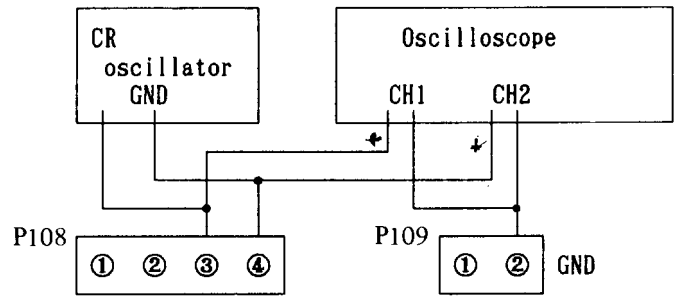 CR
oscillator
GND
Oscilloscope
CH1 CH2
+ +
P108
① ② ③ ④
P109
① ② GND